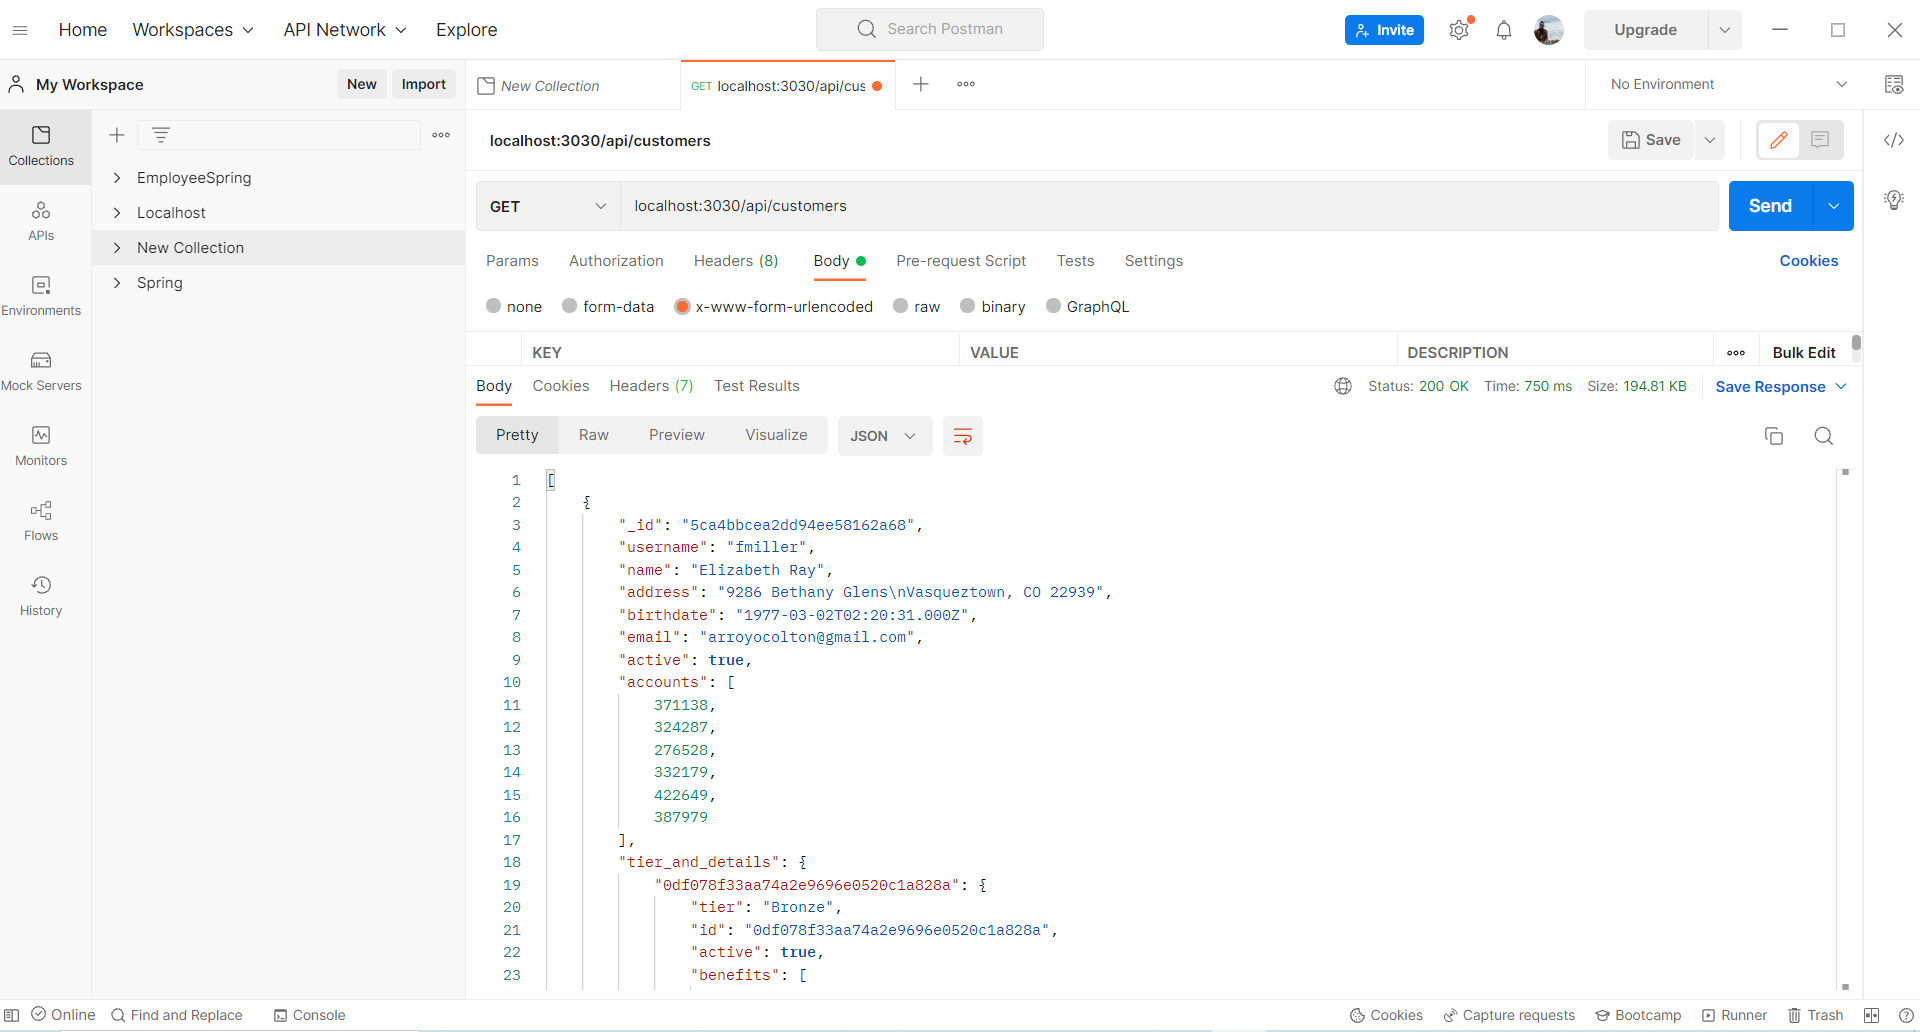 Home Workspaces API Network Explore Search Postman Invite Upgrade
My Workspace New Import New Collection GET localhost:3030/api/cus No Environment
Collections
APIs
Environments
Mock Servers
Monitors
Flows
History
EmployeeSpring
Localhost
New Collection
Spring
localhost:3030/api/customers Save
GET localhost:3030/api/customers Send
Params Authorization Headers (8) Body Pre-request Script Tests Settings Cookies
none form-data x-www-form-urlencoded raw binary GraphQL
KEY VALUE DESCRIPTION Bulk Edit
Body Cookies Headers (7) Test Results Status: 200 OK Time: 750 ms Size: 194.81 KB Save Response
Pretty Raw Preview Visualize JSON
1 [
2 {
3 "_id": "5ca4bbcea2dd94ee58162a68",
4 "username": "fmiller",
5 "name": "Elizabeth Ray",
6 "address": "9286 Bethany Glens\nVasqueztown, CO 22939",
7 "birthdate": "1977-03-02T02:20:31.000Z",
8 "email": "arroyocolton@gmail.com",
9 "active": true,
10 "accounts": [
11 371138,
12 324287,
13 276528,
14 332179,
15 422649,
16 387979
17 ],
18 "tier_and_details": {
19 "0df078f33aa74a2e9696e0520c1a828a": {
20 "tier": "Bronze",
21 "id": "0df078f33aa74a2e9696e0520c1a828a",
22 "active": true,
23 "benefits": [
Online Find and Replace Console Cookies Capture requests Bootcamp Runner Trash